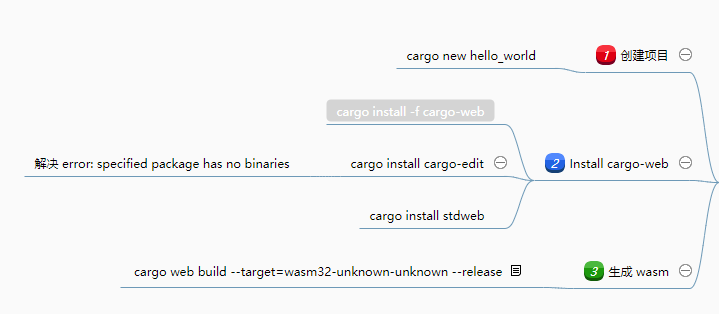 cargo new hello_world
1 创建项目
cargo install -f cargo-web
解决 error: specified package has no binaries
cargo install cargo-edit
2 Install cargo-web
cargo install stdweb
cargo web build --target=wasm32-unknown-unknown --release
3 生成 wasm